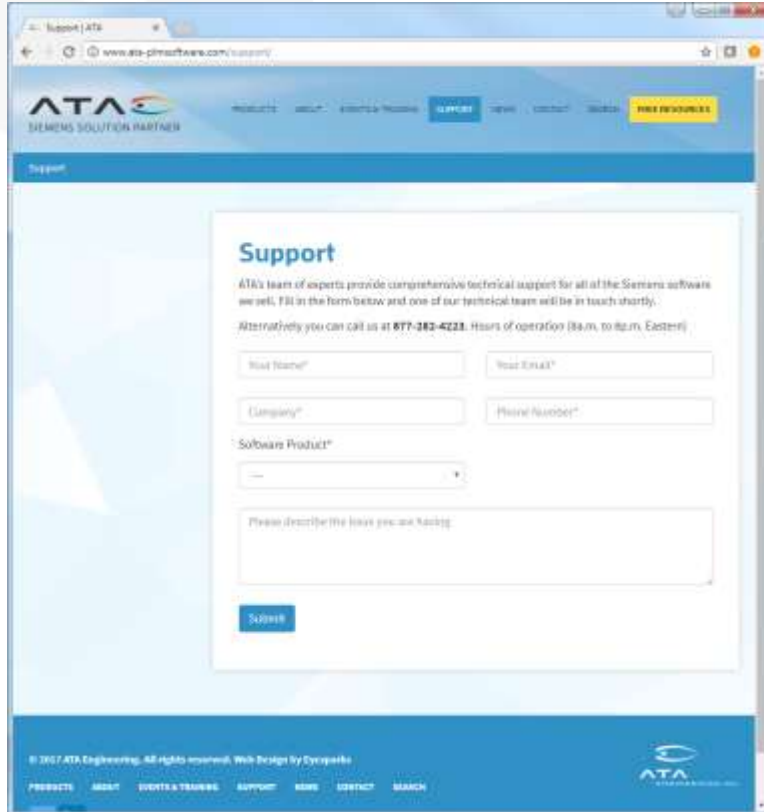 Support | ATA
www.ata-plmsoftware.com/support/
ATA
SIEMENS SOLUTION PARTNER
PRODUCTS ABOUT EVENTS & TRAINING SUPPORT NEWS CONTACT SEARCH FREE RESOURCES
Support
Support
ATA's team of experts provide comprehensive technical support for all of the Siemens software
we sell. Fill in the form below and one of our technical team will be in touch shortly.
Alternatively you can call us at 877-282-4223. Hours of operation (8a.m. to 8p.m. Eastern)
Your Name*
Your Email*
Company*
Phone Number*
Software Product*
---
Please describe the issue you are having
Submit
© 2017 ATA Engineering, All rights reserved. Web Design by Eyesparks
PRODUCTS ABOUT EVENTS & TRAINING SUPPORT NEWS CONTACT SEARCH
ATA